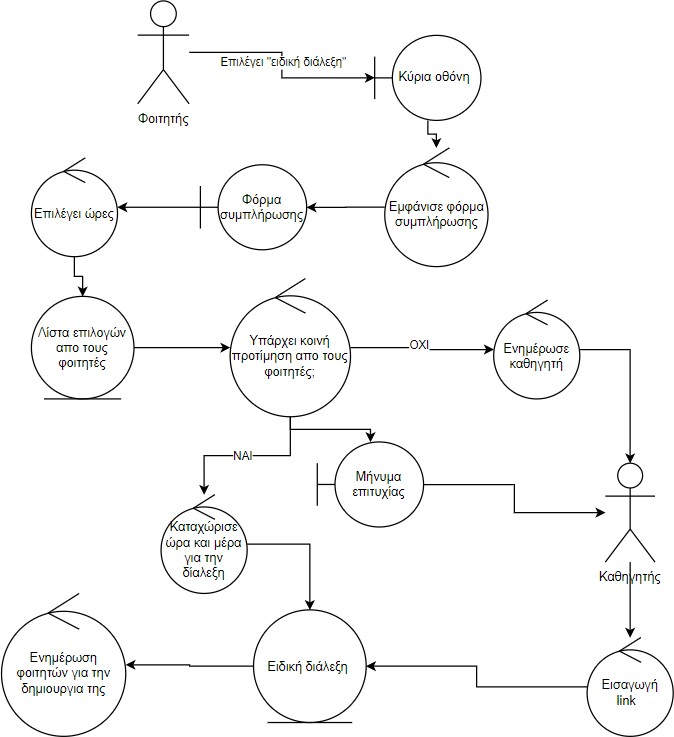 Επιλέγει "ειδική διάλεξη"
Κύρια οθόνη
Φοιτητής
Επιλέγει ώρες
Φόρμα
συμπλήρωσης
Εμφάνισε φόρμα
συμπλήρωσης
Λίστα επιλογών
απο τους
φοιτητές
Υπάρχει κοινή
προτίμηση απο τους
φοιτητές;
ΟΧΙ
Ενημέρωσε
καθηγητή
ΝΑΙ
Μήνυμα
επιτυχίας
Καταχώρισε
ώρα και μέρα
για την
δίαλεξη
Καθηγητής
Ενημέρωση
φοιτητών για την
δημιουργια της
Ειδική διάλεξη
Εισαγωγή
link